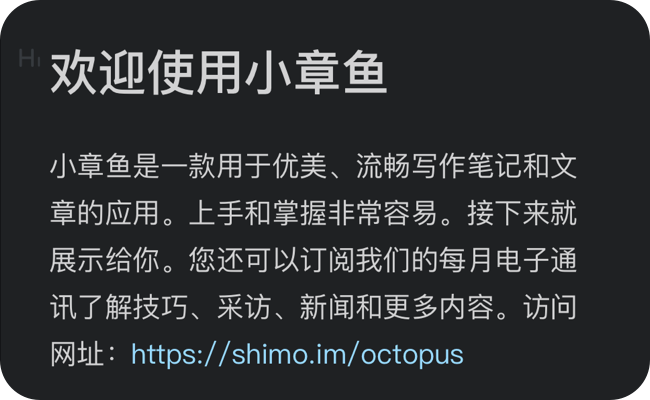 H₁ 欢迎使用小章鱼
小章鱼是一款用于优美、流畅写作笔记和文
章的应用。上手和掌握非常容易。接下来就
展示给你。您还可以订阅我们的每月电子通
讯了解技巧、采访、新闻和更多内容。访问
网址：https://shimo.im/octopus